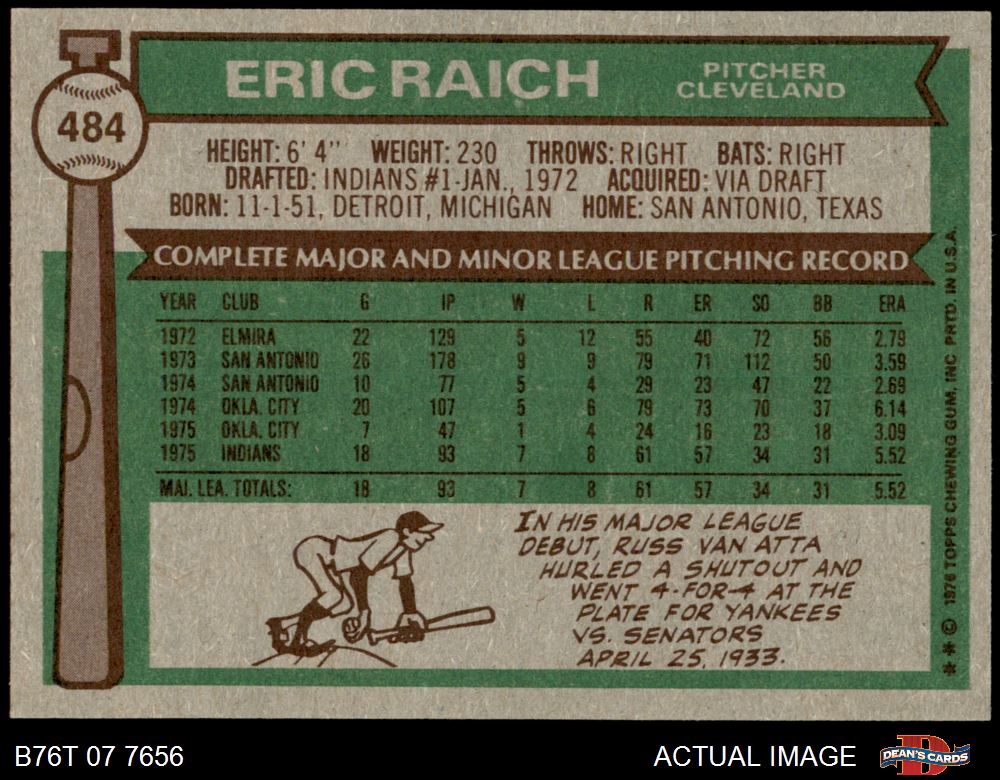 484
ERIC RAICH
PITCHER
CLEVELAND
HEIGHT: 6' 4" WEIGHT: 230 THROWS: RIGHT BATS: RIGHT
DRAFTED: INDIANS #1-JAN., 1972 ACQUIRED: VIA DRAFT
BORN: 11-1-51, DETROIT, MICHIGAN HOME: SAN ANTONIO, TEXAS
COMPLETE MAJOR AND MINOR LEAGUE PITCHING RECORD
YEAR CLUB G IP W L R ER SO BB ERA
1972 ELMIRA 22 129 5 12 55 40 72 56 2.79
1973 SAN ANTONIO 26 178 9 9 79 71 112 50 3.59
1974 SAN ANTONIO 10 77 5 4 29 23 47 22 2.69
1974 OKLA. CITY 20 107 5 6 79 73 70 37 6.14
1975 OKLA. CITY 7 47 1 4 24 16 23 18 3.09
1975 INDIANS 18 93 7 8 61 57 34 31 5.52
MAJ. LEA. TOTALS: 18 93 7 8 61 57 34 31 5.52
IN HIS MAJOR LEAGUE
DEBUT, RUSS VAN ATTA
HURLED A SHUTOUT AND
WENT 4-FOR-4 AT THE
PLATE FOR YANKEES
VS. SENATORS
APRIL 25, 1933.
** © 1976 TOPPS CHEWING GUM, INC PRTD. IN U.S.A.
B76T 07 7656
ACTUAL IMAGE
DEAN'S CARDS